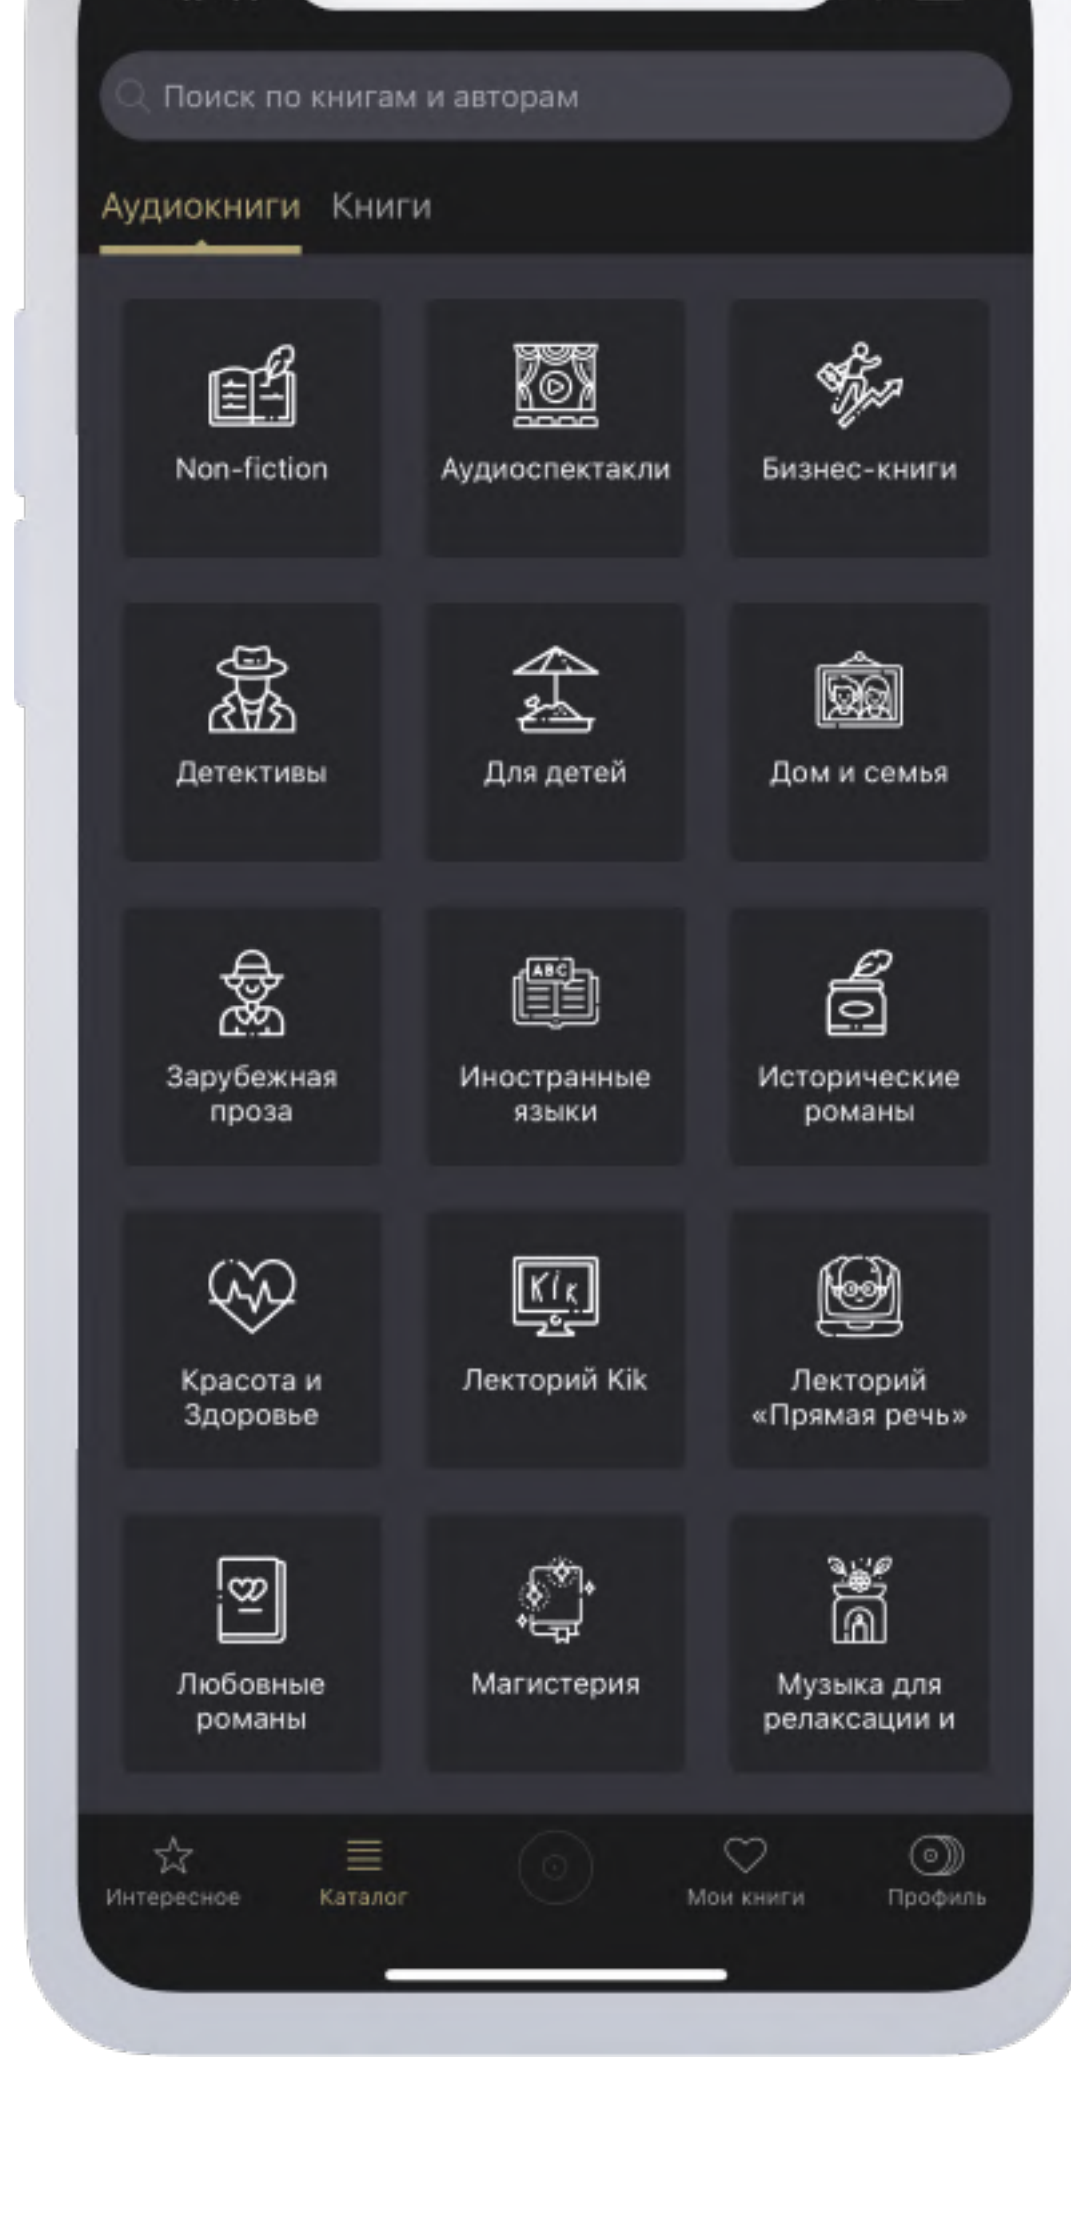 Поиск по книгам и авторам
Аудиокниги Книги
Non-fiction
Аудиоспектакли
Бизнес-книги
Детективы
Для детей
Дом и семья
Зарубежная
проза
ABC
Иностранные
языки
Исторические
романы
Красота и
Здоровье
Kik
Лекторий Kik
Лекторий
«Прямая речь»
Любовные
романы
Магистерия
Музыка для
релаксации и
Интересное
Каталог
Мои книги
Профиль